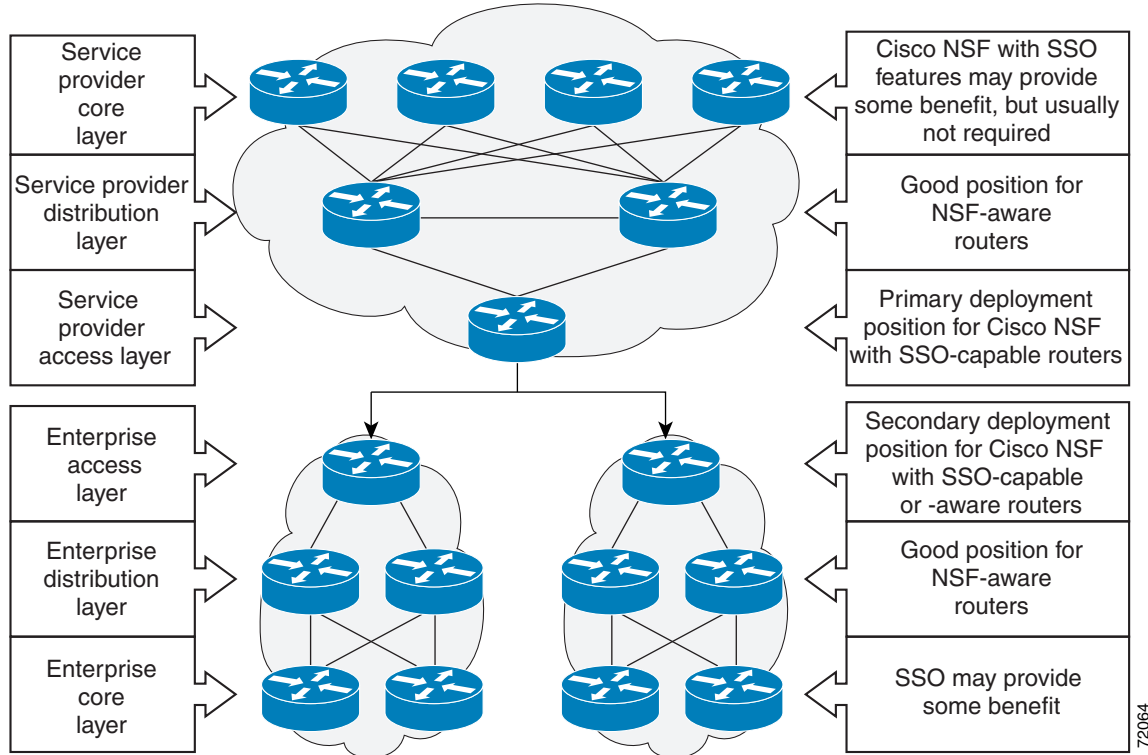 Service
provider
core
layer
Cisco NSF with SSO
features may provide
some benefit, but usually
not required
Service provider
distribution
layer
Good position for
NSF-aware
routers
Service
provider
access layer
Primary deployment
position for Cisco NSF
with SSO-capable routers
Enterprise
access
layer
Secondary deployment
position for Cisco NSF
with SSO-capable
or -aware routers
Enterprise
distribution
layer
Good position for
NSF-aware
routers
Enterprise
core
layer
SSO may provide
some benefit
72064